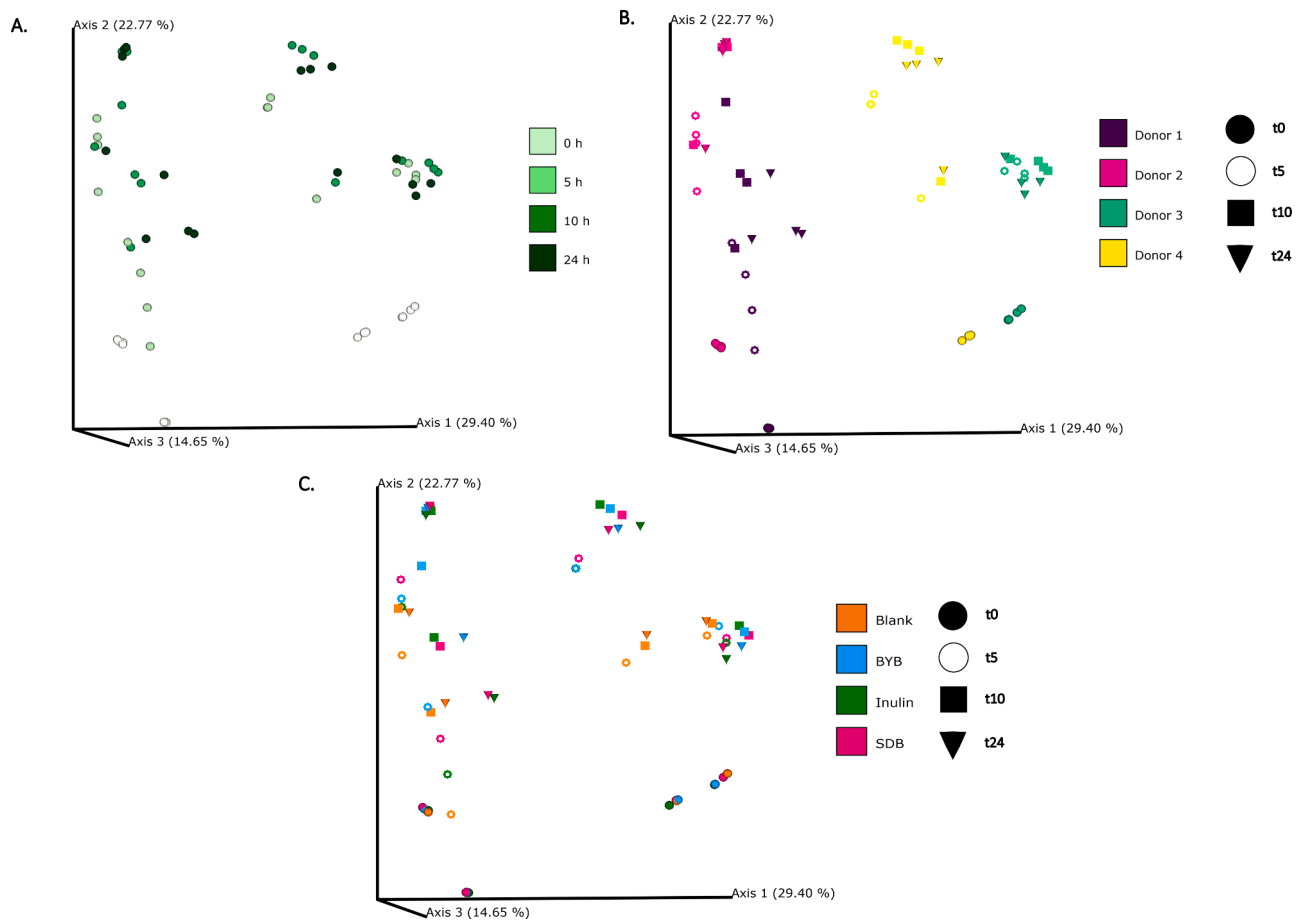 A.
Axis 2 (22.77 %)
0 h
5 h
10 h
24 h
Axis 1 (29.40 %)
Axis 3 (14.65 %)
B.
Axis 2 (22.77 %)
Donor 1
Donor 2
Donor 3
Donor 4
t0
t5
t10
t24
Axis 1 (29.40 %)
Axis 3 (14.65 %)
C.
Axis 2 (22.77 %)
Blank
BYB
Inulin
SDB
t0
t5
t10
t24
Axis 1 (29.40 %)
Axis 3 (14.65 %)